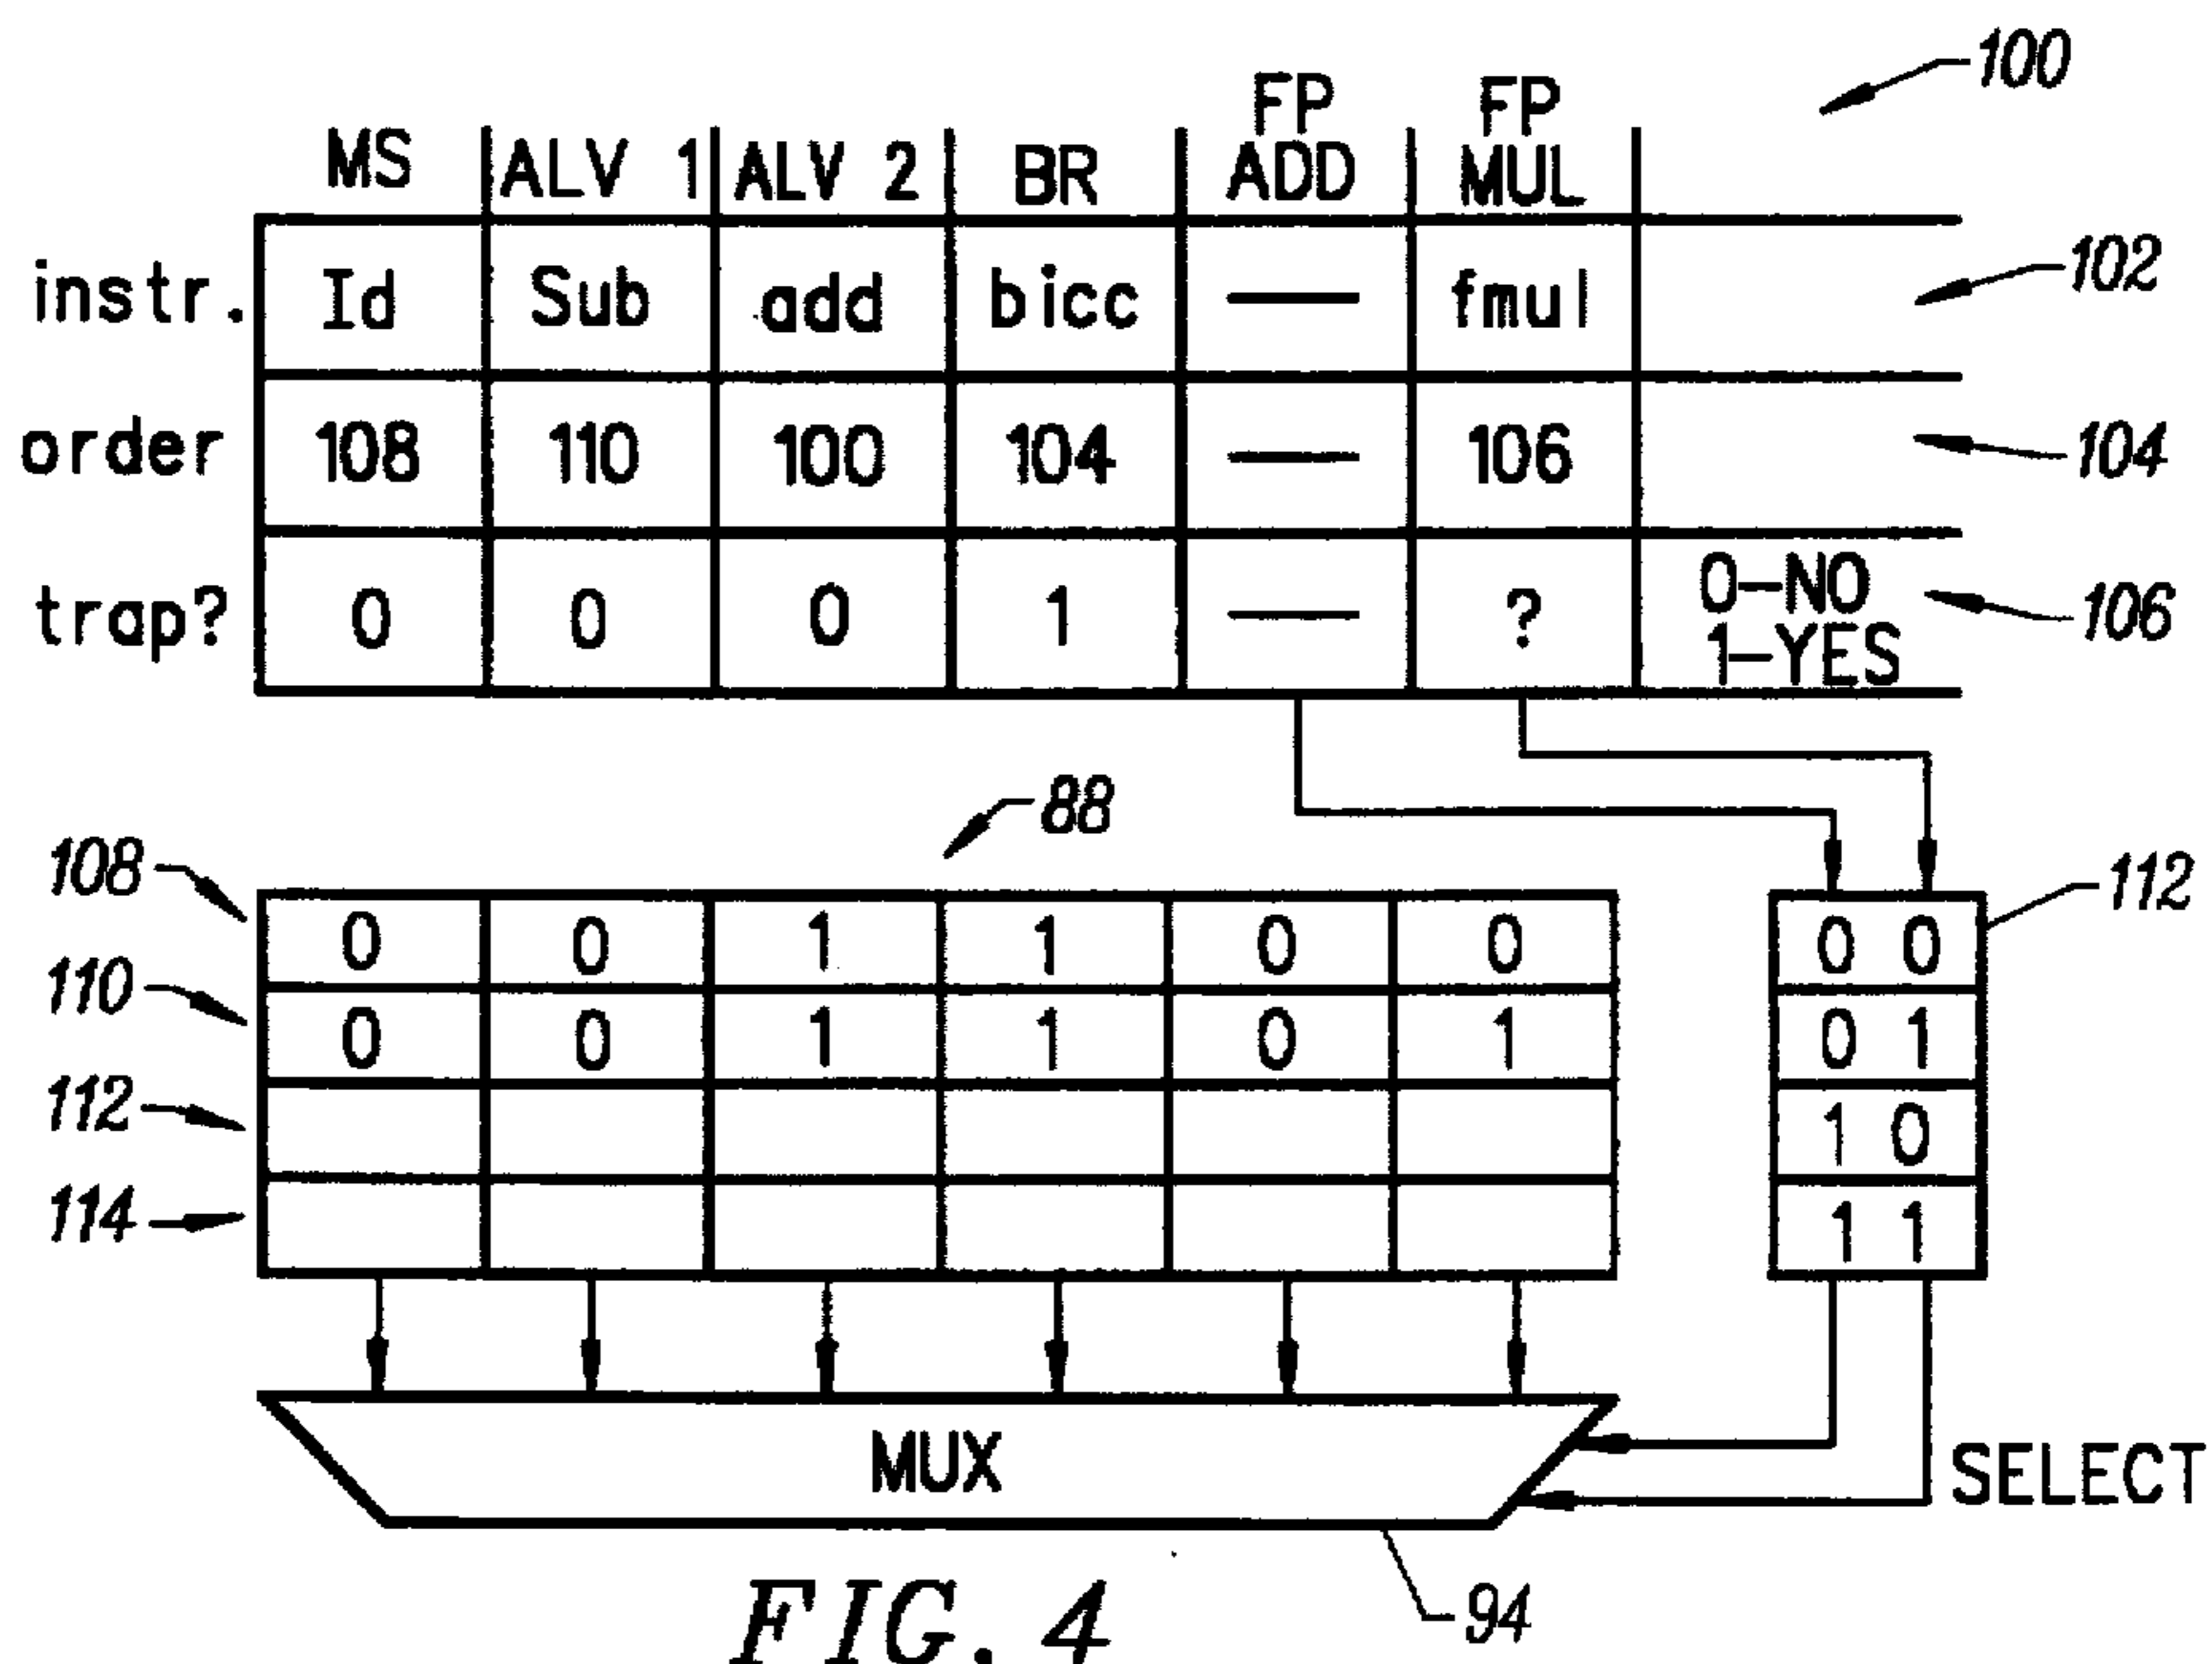 100
MS ALV 1 ALV 2 BR FP ADD FP MUL
instr. Id Sub add bicc — fmul 102
order 108 110 100 104 — 106 104
trap? 0 0 0 1 — ? 0-NO 1-YES 106
88
108 0 0 1 1 0 0 0 0 112
110 0 0 1 1 0 1 0 1
112 1 0
114 1 1
MUX
SELECT
94
FIG. 4